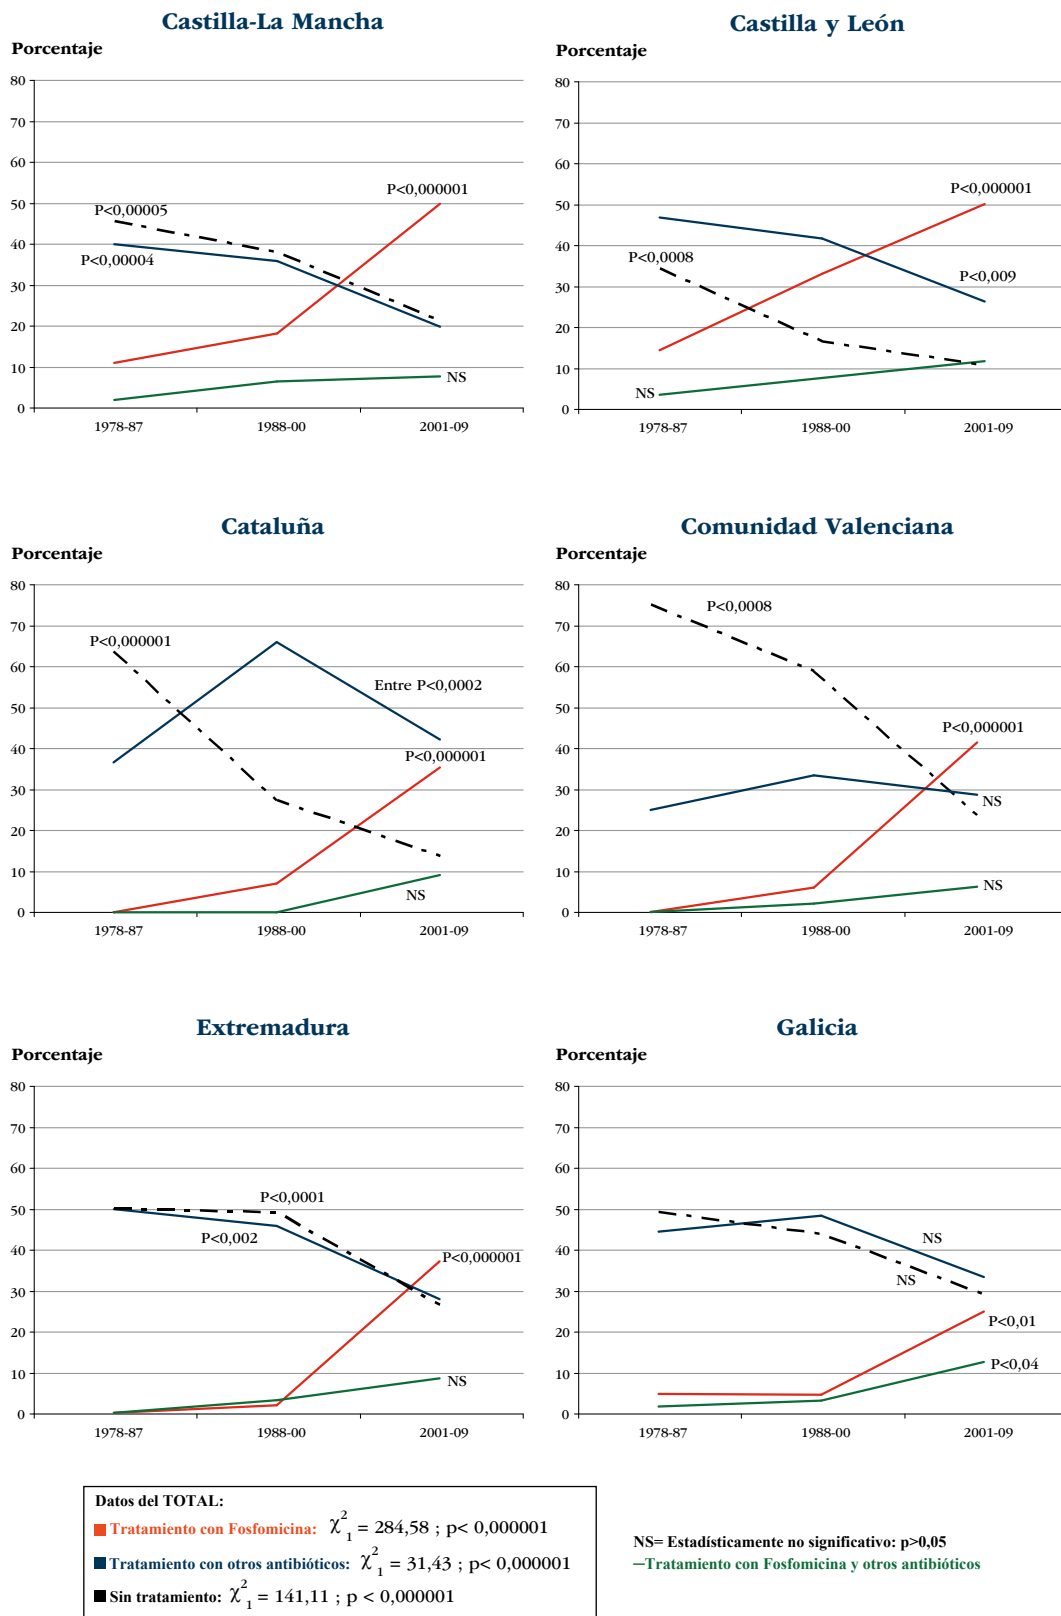 Castilla-La Mancha
Porcentaje
80
70
60
50
40
30
20
10
0
P<0,00005
P<0,00004
P<0,000001
NS
1978-87 1988-00 2001-09
Castilla y León
Porcentaje
80
70
60
50
40
30
20
10
0
P<0,000001
P<0,0008
P<0,009
NS
1978-87 1988-00 2001-09
Cataluña
Porcentaje
80
70
60
50
40
30
20
10
0
P<0,000001
Entre P<0,0002
P<0,000001
NS
1978-87 1988-00 2001-09
Comunidad Valenciana
Porcentaje
80
70
60
50
40
30
20
10
0
P<0,0008
P<0,000001
NS
NS
1978-87 1988-00 2001-09
Extremadura
Porcentaje
80
70
60
50
40
30
20
10
0
P<0,0001
P<0,002
P<0,000001
NS
1978-87 1988-00 2001-09
Galicia
Porcentaje
80
70
60
50
40
30
20
10
0
NS
NS
P<0,01
P<0,04
1978-87 1988-00 2001-09
Datos del TOTAL:
Tratamiento con Fosfomicina: χ²₁ = 284,58 ; p< 0,000001
Tratamiento con otros antibióticos: χ²₁ = 31,43 ; p< 0,000001
Sin tratamiento: χ²₁ = 141,11 ; p < 0,000001
NS= Estadísticamente no significativo: p>0,05
Tratamiento con Fosfomicina y otros antibióticos